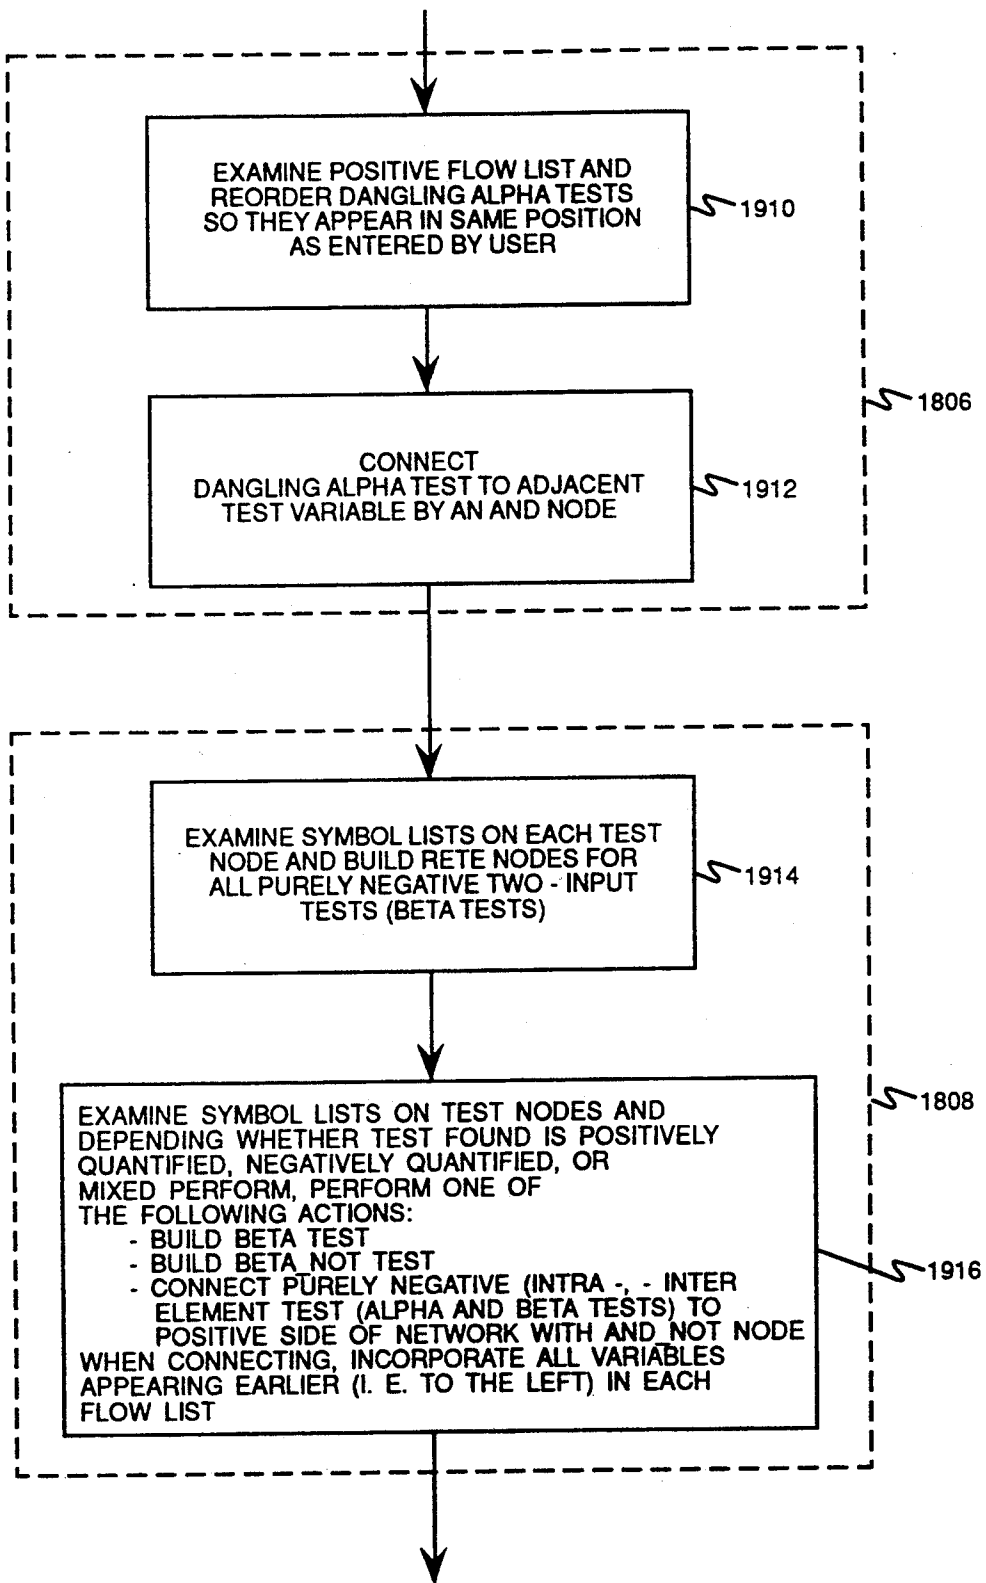 EXAMINE POSITIVE FLOW LIST AND
REORDER DANGLING ALPHA TESTS
SO THEY APPEAR IN SAME POSITION
AS ENTERED BY USER
1910
1806
CONNECT
DANGLING ALPHA TEST TO ADJACENT
TEST VARIABLE BY AN AND NODE
1912
EXAMINE SYMBOL LISTS ON EACH TEST
NODE AND BUILD RETE NODES FOR
ALL PURELY NEGATIVE TWO - INPUT
TESTS (BETA TESTS)
1914
1808
EXAMINE SYMBOL LISTS ON TEST NODES AND
DEPENDING WHETHER TEST FOUND IS POSITIVELY
QUANTIFIED, NEGATIVELY QUANTIFIED, OR
MIXED PERFORM, PERFORM ONE OF
THE FOLLOWING ACTIONS:
- BUILD BETA TEST
- BUILD BETA_NOT TEST
- CONNECT PURELY NEGATIVE (INTRA -, - INTER
ELEMENT TEST (ALPHA AND BETA TESTS) TO
POSITIVE SIDE OF NETWORK WITH AND_NOT NODE
WHEN CONNECTING, INCORPORATE ALL VARIABLES
APPEARING EARLIER (I. E. TO THE LEFT) IN EACH
FLOW LIST
1916